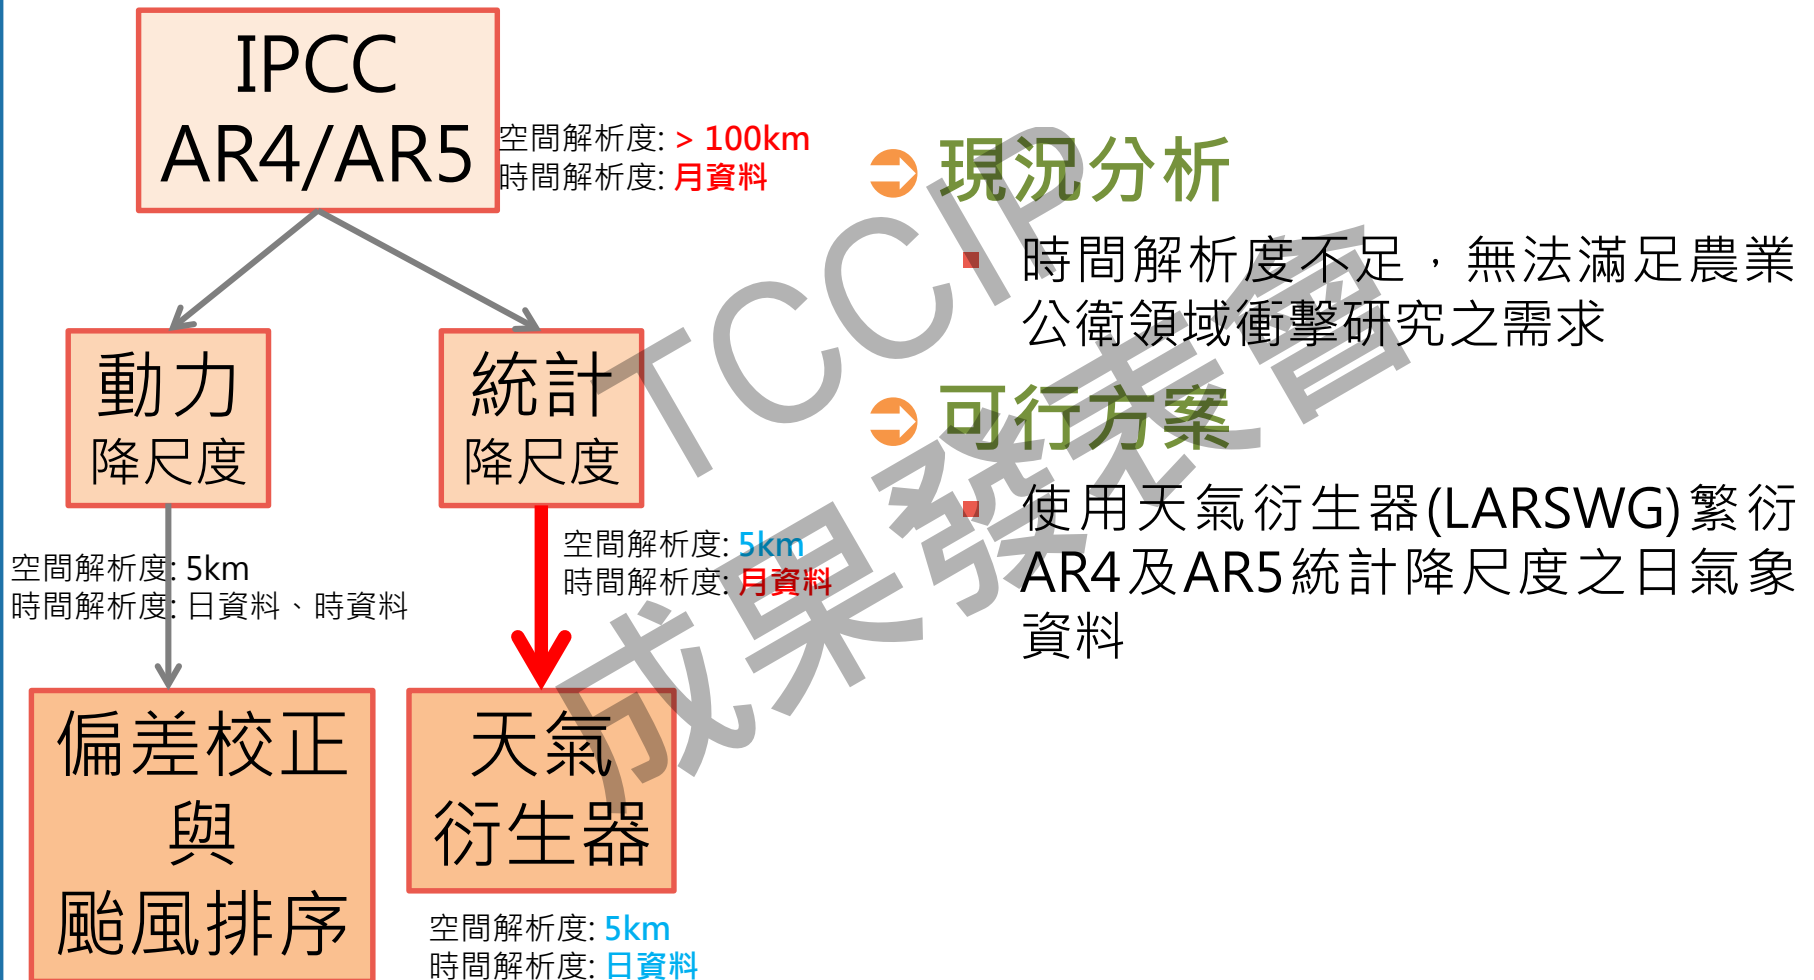 IPCC
AR4/AR5
空間解析度: > 100km
時間解析度: 月資料
動力
降尺度
統計
降尺度
空間解析度: 5km
時間解析度: 日資料、時資料
空間解析度: 5km
時間解析度: 月資料
偏差校正
與
颱風排序
天氣
衍生器
空間解析度: 5km
時間解析度: 日資料
現況分析
時間解析度不足，無法滿足農業
公衛領域衝擊研究之需求
可行方案
使用天氣衍生器(LARSWG)繁衍
AR4及AR5統計降尺度之日氣象
資料
TCCIP
成果發表會